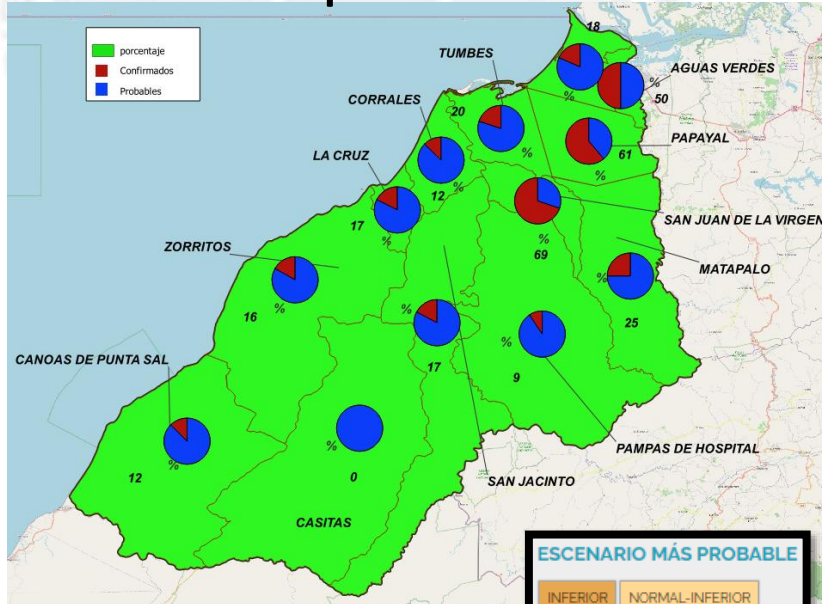 porcentaje
Confirmados
Probables
18
TUMBES
AGUAS VERDES
%
50
%
CORRALES
20
%
PAPAYAL
61
%
LA CRUZ
%
12
17
%
SAN JUAN DE LA VIRGEN
%
69
ZORRITOS
MATAPALO
%
25
%
16
%
17
%
9
CANOAS DE PUNTA SAL
%
12
%
0
PAMPAS DE HOSPITAL
SAN JACINTO
CASITAS
ESCENARIO MÁS PROBABLE
INFERIOR
NORMAL-INFERIOR